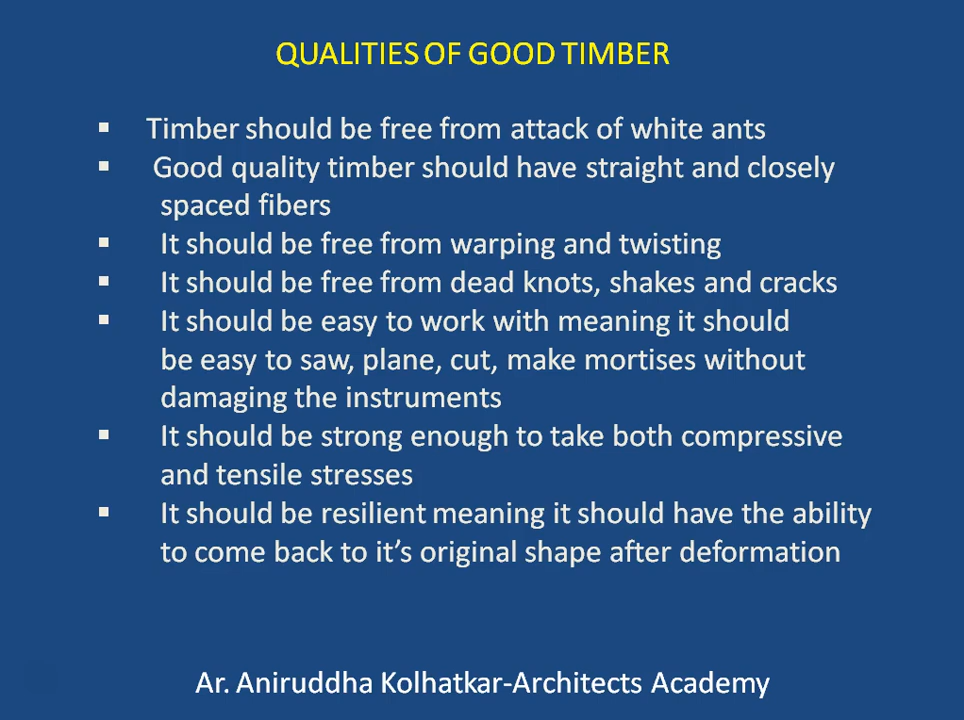 QUALITIES OF GOOD TIMBER
▪ Timber should be free from attack of white ants
▪ Good quality timber should have straight and closely
spaced fibers
▪ It should be free from warping and twisting
▪ It should be free from dead knots, shakes and cracks
▪ It should be easy to work with meaning it should
be easy to saw, plane, cut, make mortises without
damaging the instruments
▪ It should be strong enough to take both compressive
and tensile stresses
▪ It should be resilient meaning it should have the ability
to come back to it’s original shape after deformation
Ar. Aniruddha Kolhatkar-Architects Academy